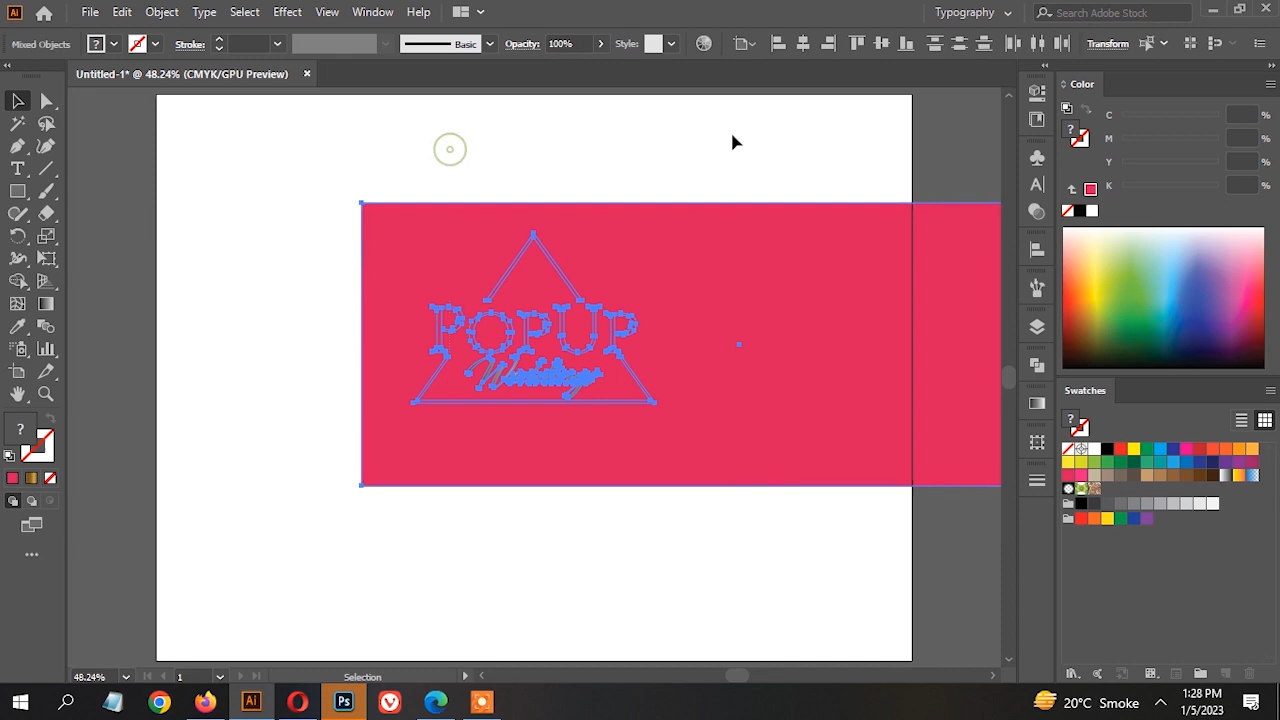 Ai File Edit Object Type Select Effect View Window Help Typography Search Adobe Stock
Mixed Objects ? Stroke: Basic Opacity: 100% Style: Transform
Untitled-1* @ 48.24% (CMYK/GPU Preview) ×
Color
C %
? M %
Y %
K %
POPUP
Swatches
?
?
48.24% 1 Selection
Ai Ps 20°C Smoke 1:28 PM
1/5/2023